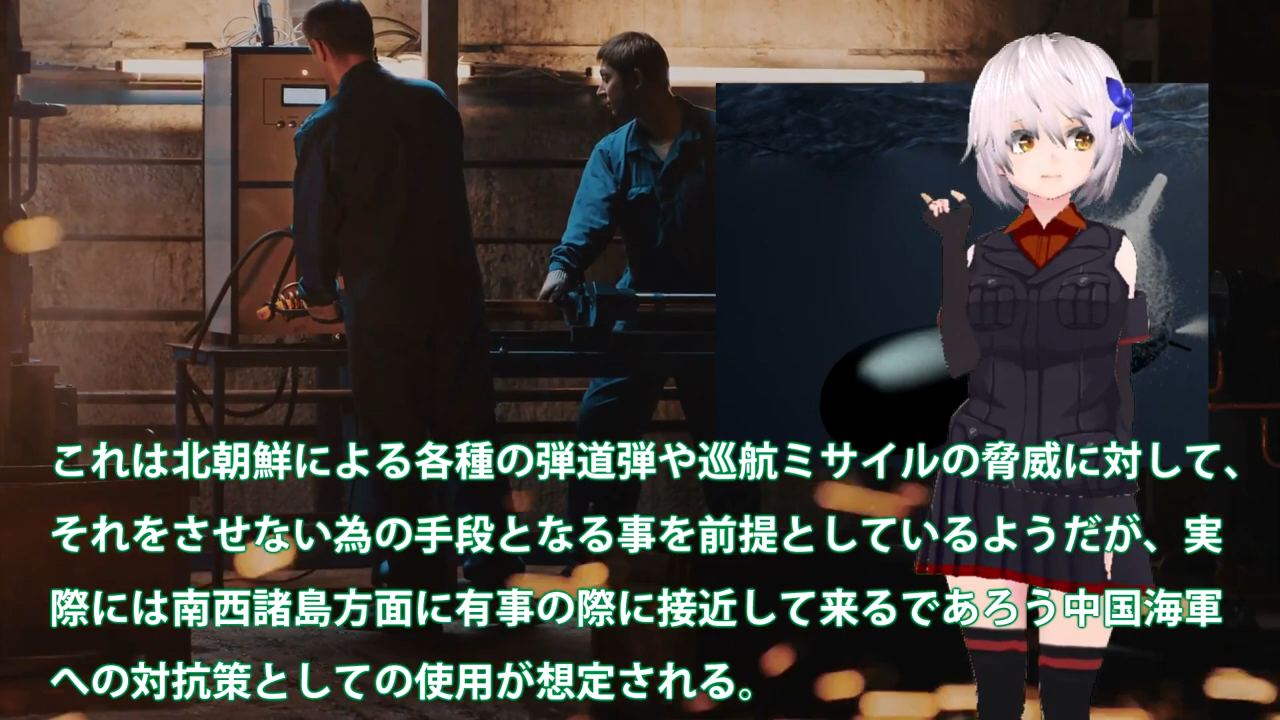 これは北朝鮮による各種の弾道弾や巡航ミサイルの脅威に対して、
それをさせない為の手段となる事を前提としているようだが、実
際には南西諸島方面に有事の際に接近して来るであろう中国海軍
への対抗策としての使用が想定される。